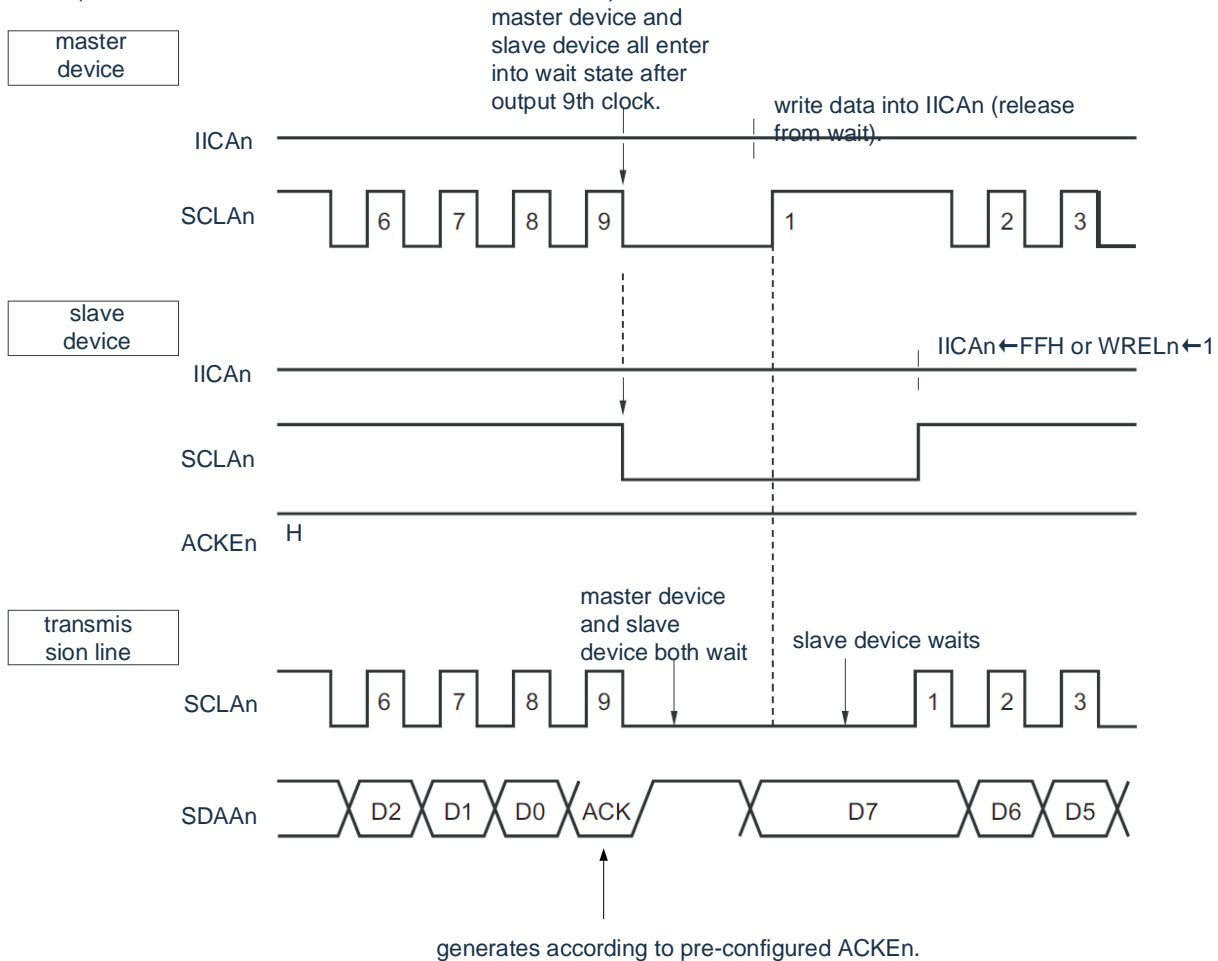 master device and
slave device all enter
into wait state after
output 9th clock.
master
device
write data into IICAn (release
from wait).
IICAn
SCLAn
6 7 8 9 1 2 3
slave
device
IICAn←FFH or WRELn←1
IICAn
SCLAn
H
ACKEn
master device
and slave
device both wait
slave device waits
transmis
sion line
SCLAn
6 7 8 9 1 2 3
SDAAn
D2 D1 D0 ACK D7 D6 D5
generates according to pre-configured ACKEn.